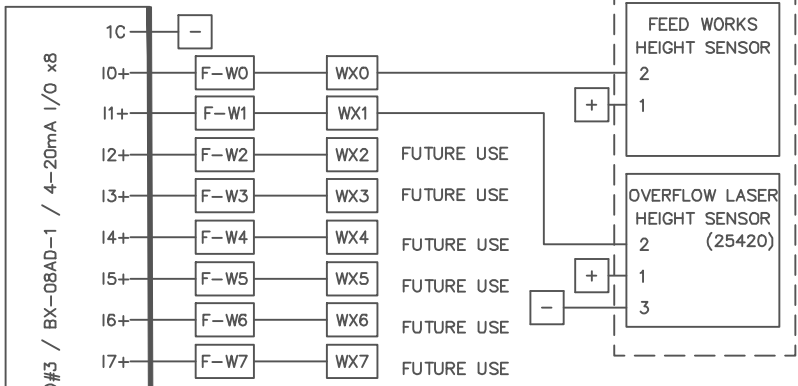 1C
−
FEED WORKS
HEIGHT SENSOR
I0+ F-W0 WX0 2
I1+ F-W1 WX1 + 1
I2+ F-W2 WX2 FUTURE USE
I3+ F-W3 WX3 FUTURE USE
OVERFLOW LASER
HEIGHT SENSOR
(25420)
I4+ F-W4 WX4 FUTURE USE 2
I5+ F-W5 WX5 FUTURE USE + 1
I6+ F-W6 WX6 FUTURE USE − 3
I7+ F-W7 WX7 FUTURE USE
#3 / BX-08AD-1 / 4-20mA I/O x8